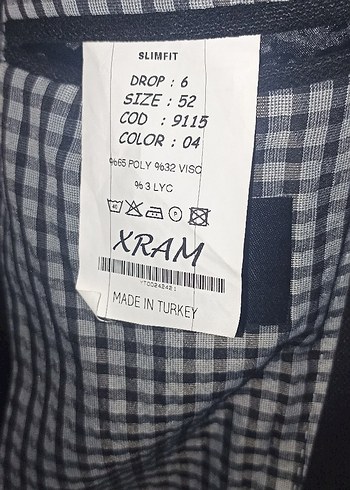 SLIMFIT
DROP : 6
SIZE : 52
COD : 9115
COLOR : 04
%65 POLY %32 VISC
% 3 LYC
XRAM
MADE IN TURKEY